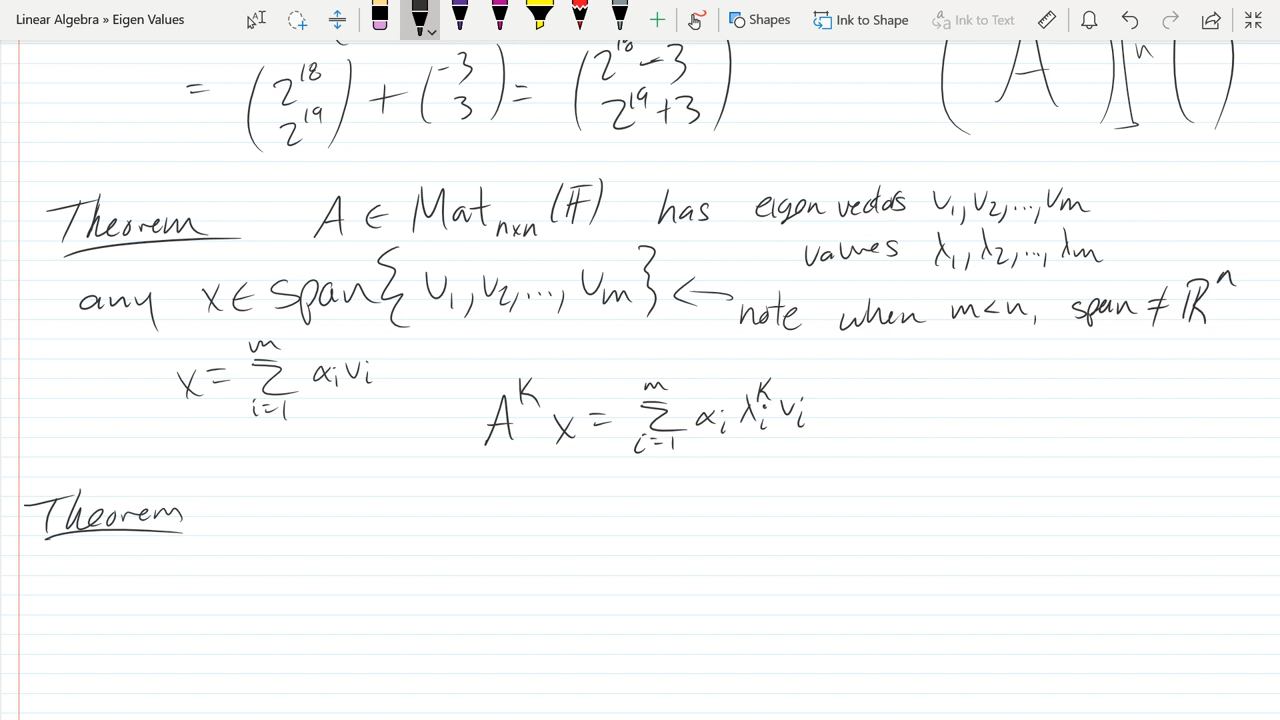 Linear Algebra » Eigen Values
Shapes
Ink to Shape
Ink to Text
= (2^18 2^19) + (-3 3) = (2^18 - 3 2^19 + 3)
( A )^n ( )
Theorem A ∈ Mat_{n×n}(𝔽) has eigen vectors v_1, v_2, ..., v_m
values λ_1, λ_2, ..., λ_m
any x ∈ span{ v_1, v_2, ..., v_m } ← note when m<n, span ≠ ℝ^n
x = ∑_{i=1}^{m} α_i v_i
A^k x = ∑_{i=1}^{m} α_i λ_i^k v_i
Theorem